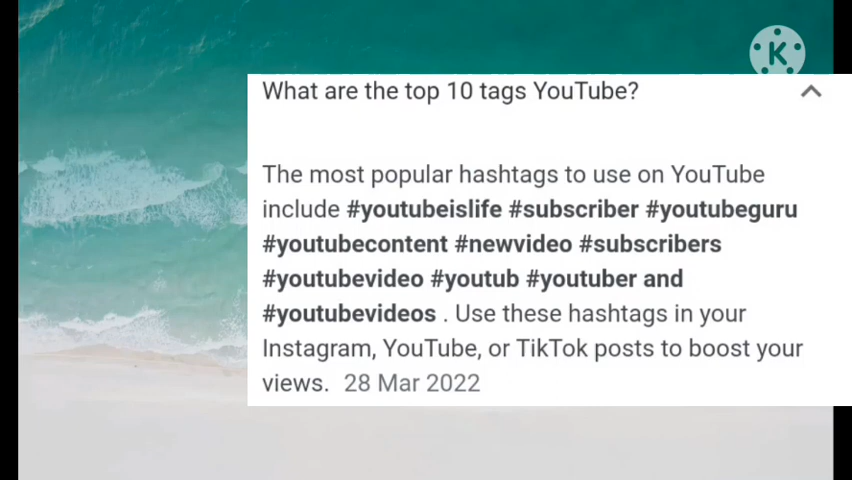 K
What are the top 10 tags YouTube?
The most popular hashtags to use on YouTube
include #youtubeislife #subscriber #youtubeguru
#youtubecontent #newvideo #subscribers
#youtubevideo #youtub #youtuber and
#youtubevideos . Use these hashtags in your
Instagram, YouTube, or TikTok posts to boost your
views. 28 Mar 2022